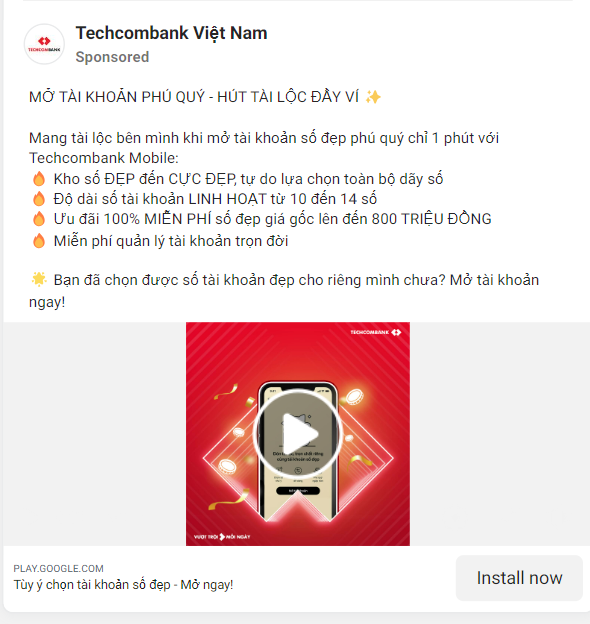 Techcombank Việt Nam
Sponsored
TECHCOMBANK
MỞ TÀI KHOẢN PHÚ QUÝ - HÚT TÀI LỘC ĐẦY VÍ ✨
Mang tài lộc bên mình khi mở tài khoản số đẹp phú quý chỉ 1 phút với
Techcombank Mobile:
🔥 Kho số ĐẸP đến CỰC ĐẸP, tự do lựa chọn toàn bộ dãy số
🔥 Độ dài số tài khoản LINH HOẠT từ 10 đến 14 số
🔥 Ưu đãi 100% MIỄN PHÍ số đẹp giá gốc lên đến 800 TRIỆU ĐỒNG
🔥 Miễn phí quản lý tài khoản trọn đời
🌟 Bạn đã chọn được số tài khoản đẹp cho riêng mình chưa? Mở tài khoản
ngay!
TECHCOMBANK
VƯỢT TRỘI MỖI NGÀY
PLAY.GOOGLE.COM
Tùy ý chọn tài khoản số đẹp - Mở ngay!
Install now